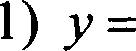 1) y =